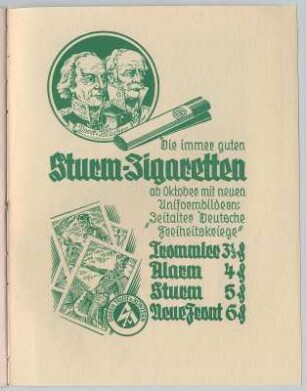 Die immer guten
Sturm-Zigaretten
ab Oktober mit neuen
Uniformbildern:
"Zeitalter Deutsche
Freiheitskriege"
Trommler 3⅓ ₰
Alarm 4 ₰
Sturm 5 ₰
Neue Front 6 ₰